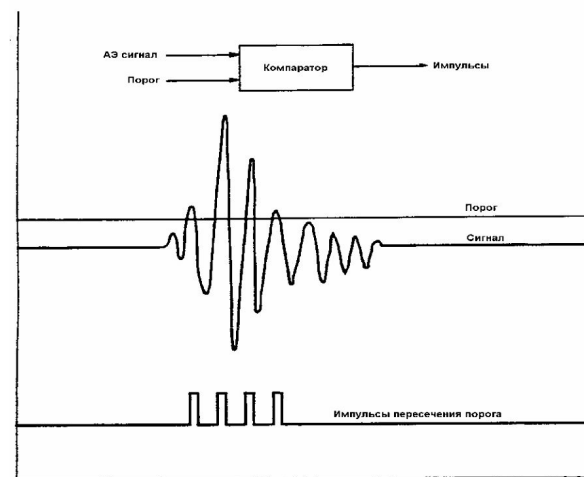 АЭ сигнал
Порог
Компаратор
Импульсы
Порог
Сигнал
Импульсы пересечения порога